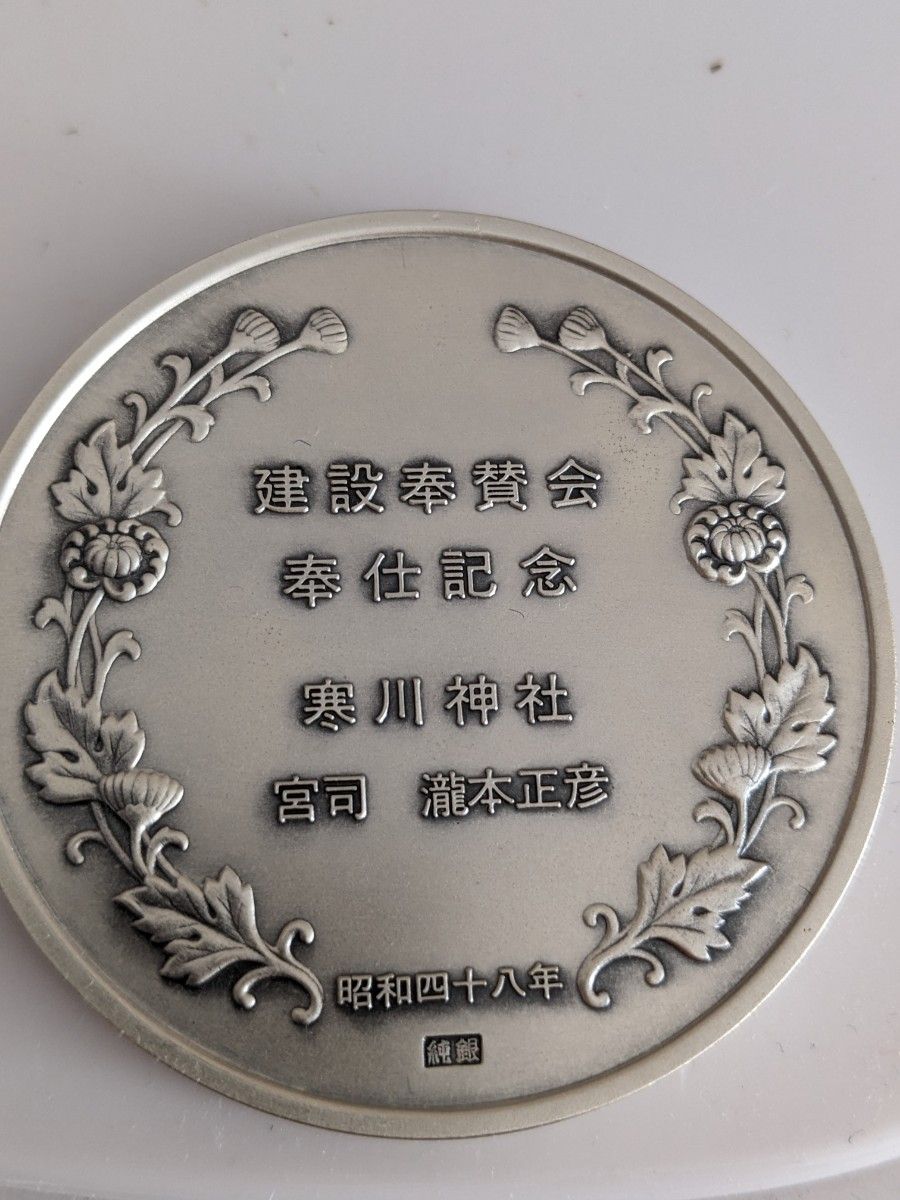 建設奉賛会
奉仕記念
寒川神社
宮司　瀧本正彦
昭和四十八年
純銀